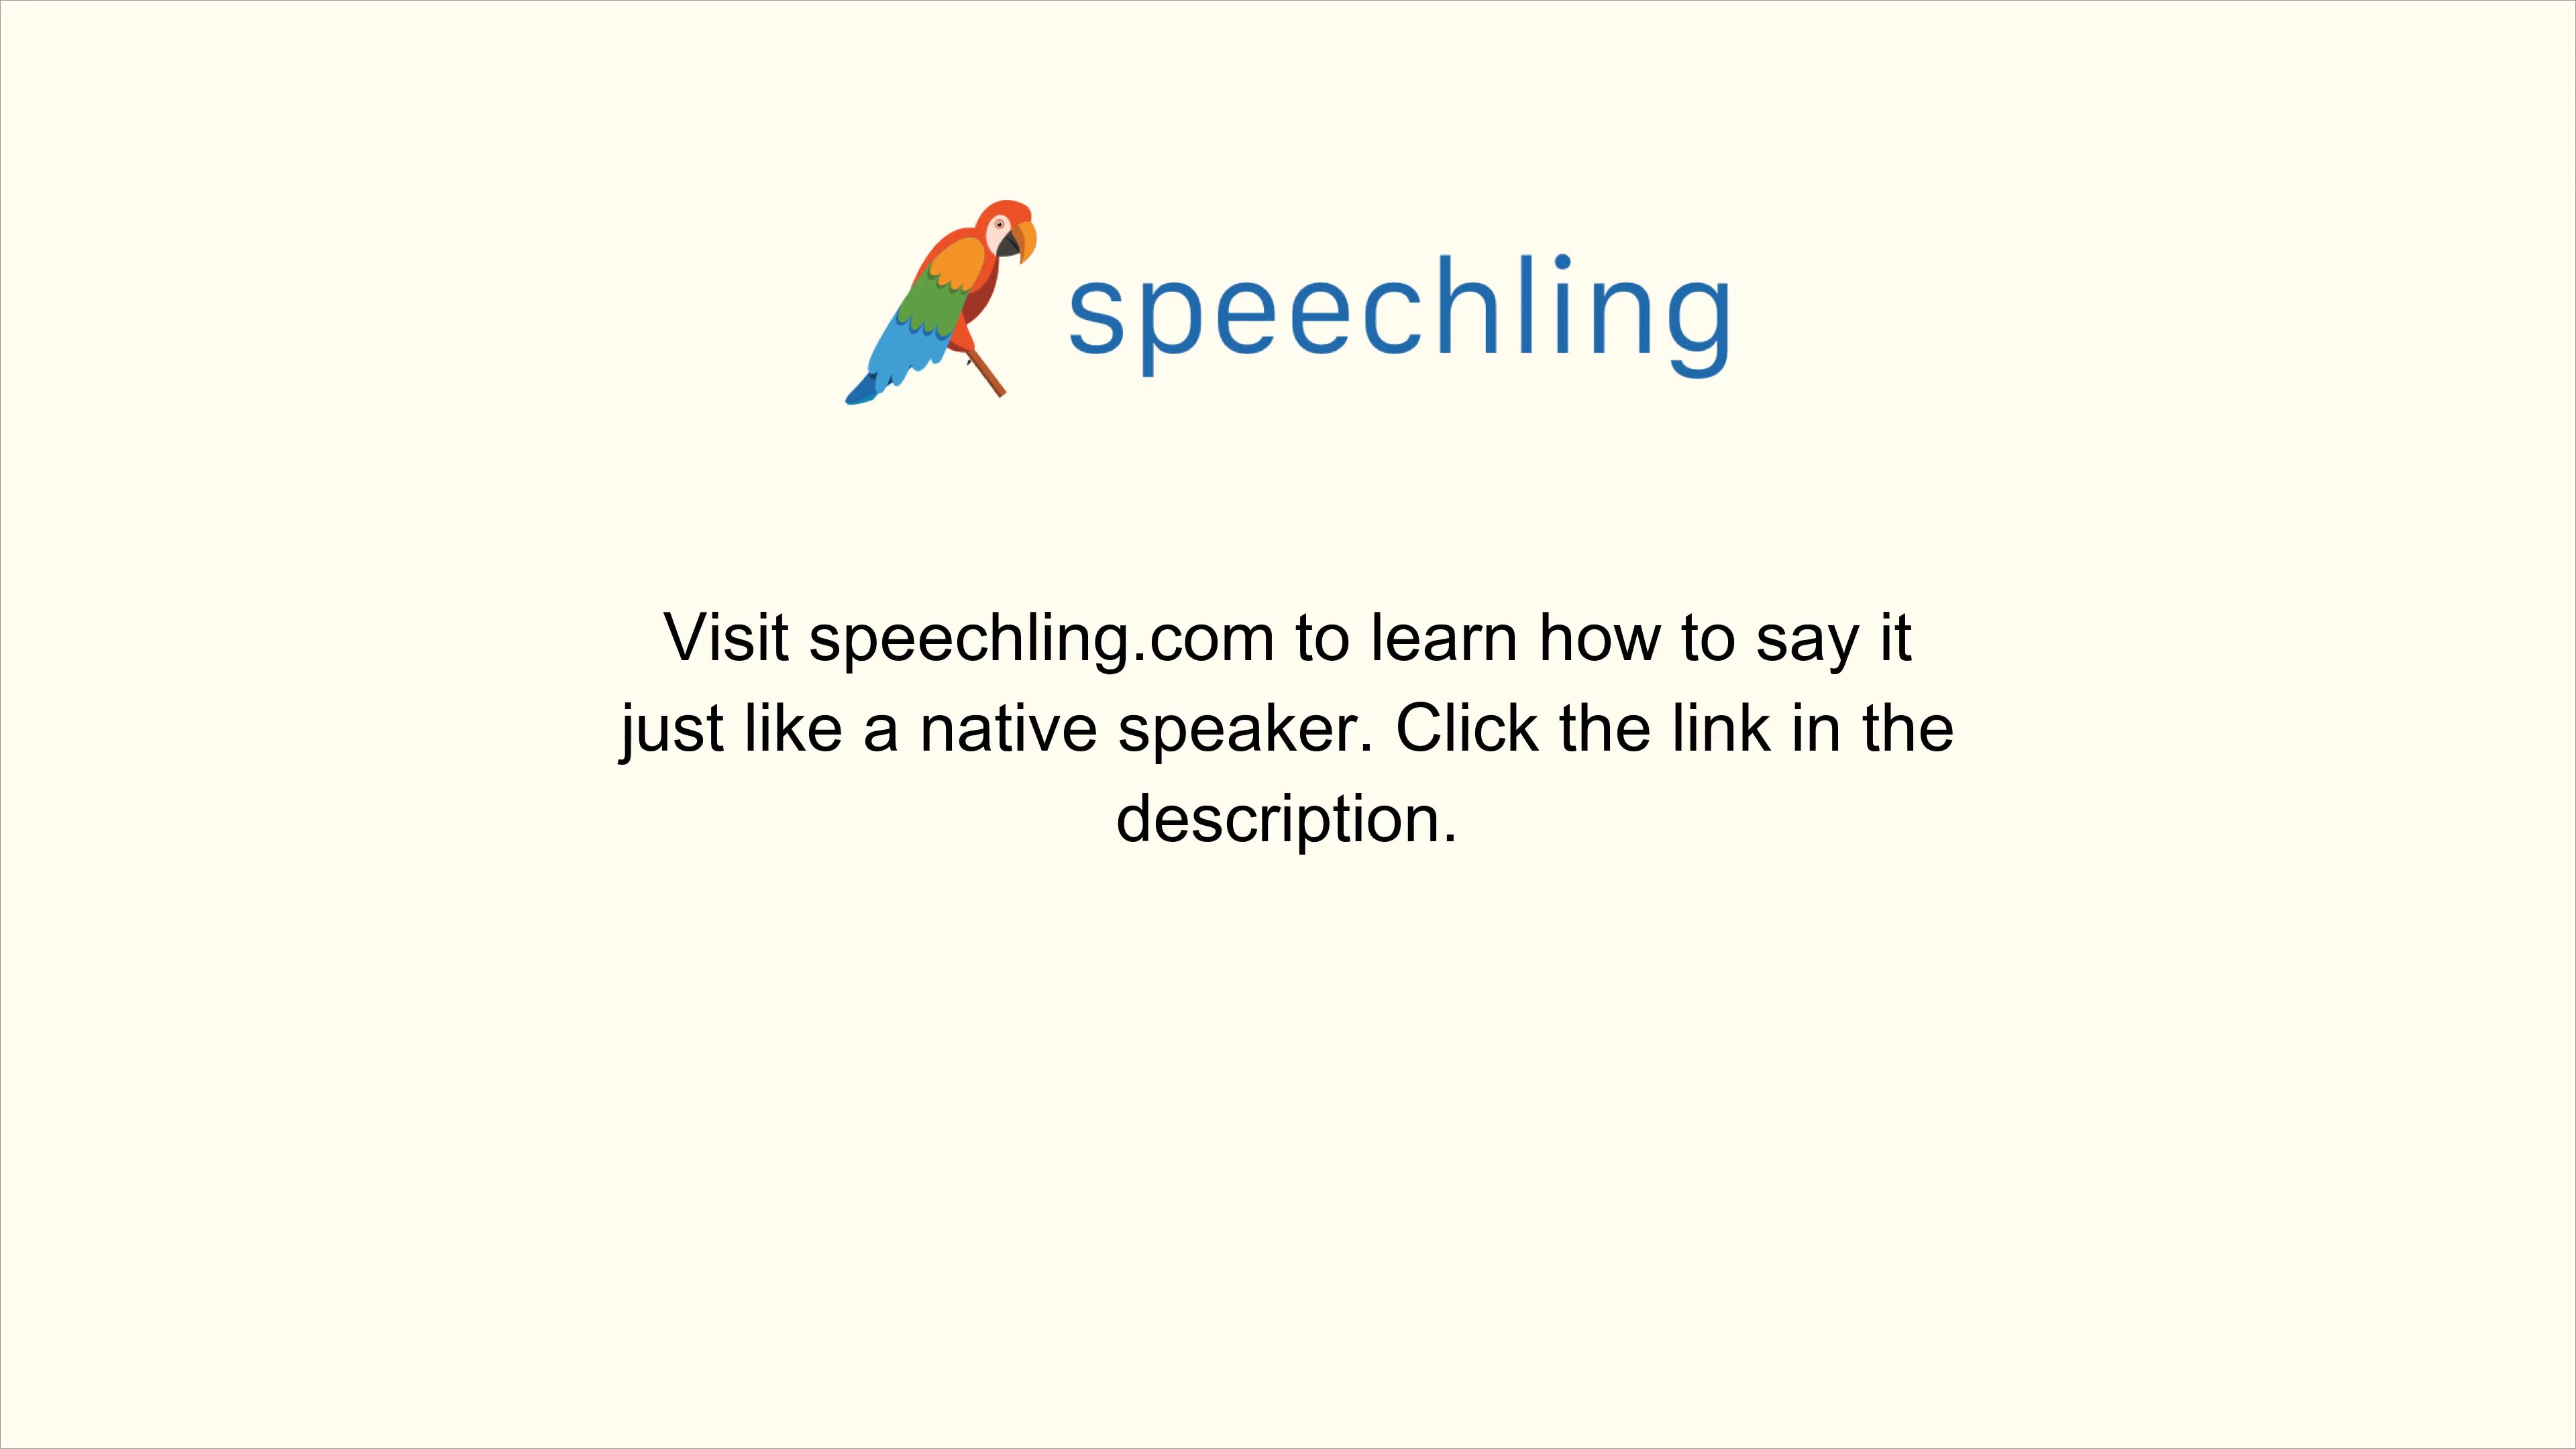 speechling
Visit speechling.com to learn how to say it
just like a native speaker. Click the link in the
description.